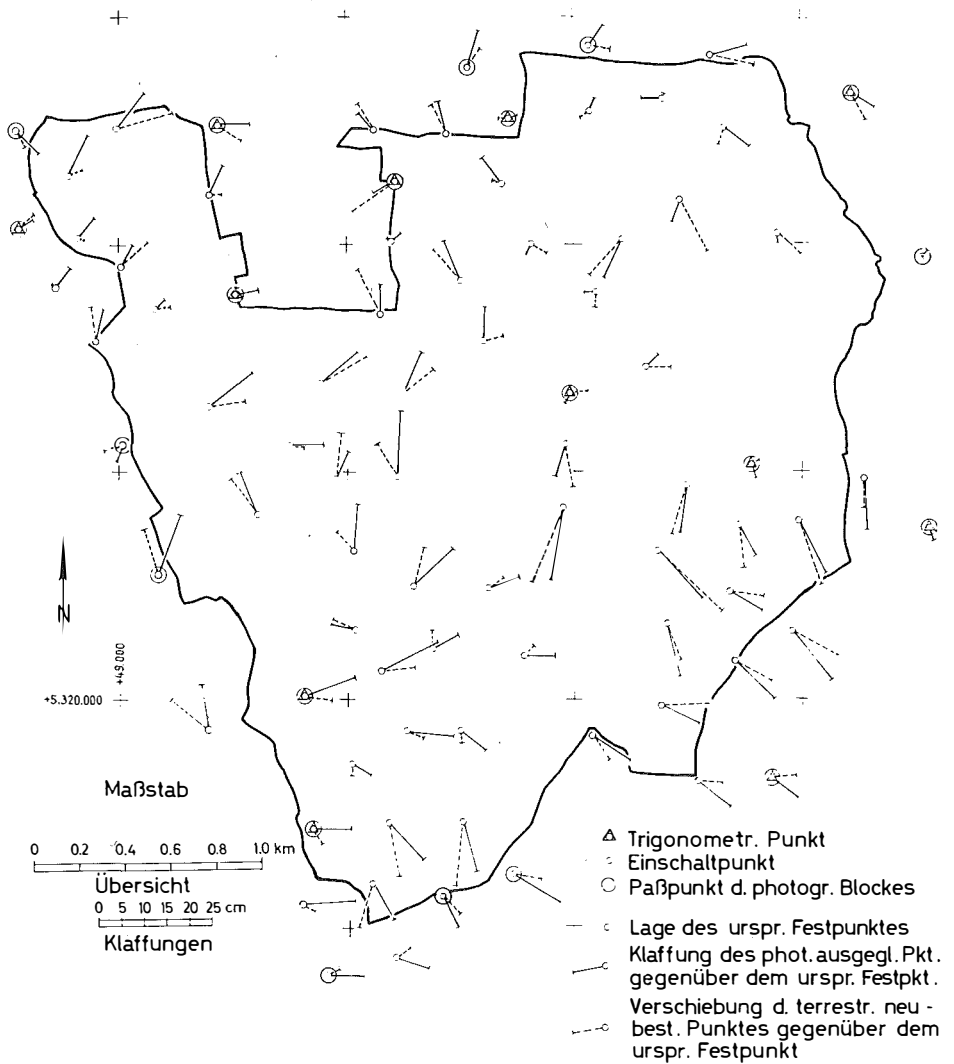 N
+49.000
+5.320.000
Maßstab
0 0.2 0.4 0.6 0.8 1.0 km
Übersicht
0 5 10 15 20 25 cm
Klaffungen
Trigonometr. Punkt
Einschaltpunkt
Paßpunkt d. photogr. Blockes
Lage des urspr. Festpunktes
Klaffung des phot. ausgegl. Pkt.
gegenüber dem urspr. Festpkt.
Verschiebung d. terrestr. neu-
best. Punktes gegenüber dem
urspr. Festpunkt